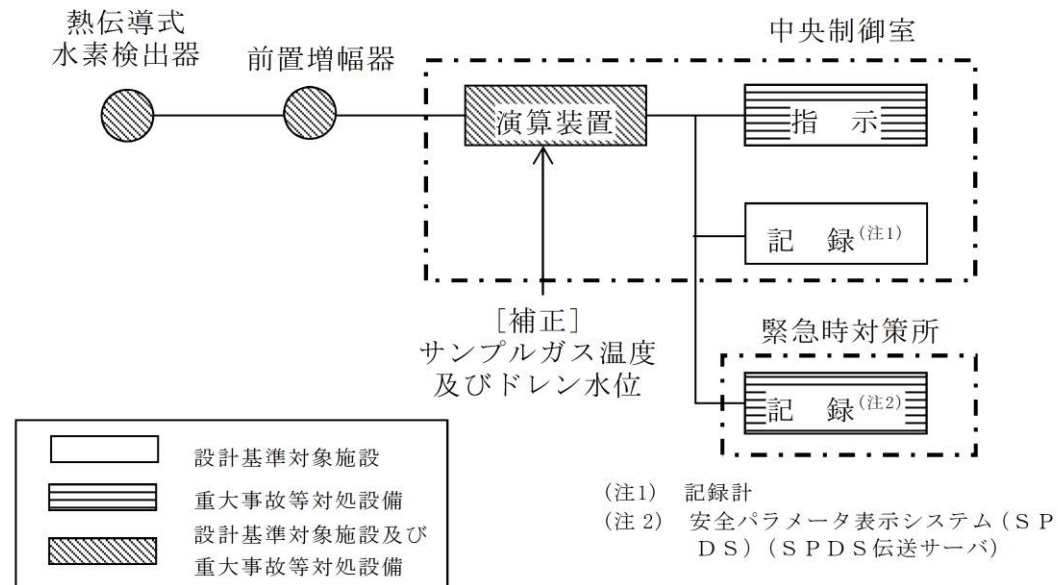 熱伝導式
水素検出器
前置増幅器
中央制御室
演算装置
指 示
記 録(注1)
[補正]
サンプルガス温度
及びドレン水位
緊急時対策所
記 録(注2)
設計基準対象施設
重大事故等対処設備
設計基準対象施設及び
重大事故等対処設備
(注1) 記録計
(注 2) 安全パラメータ表示システム(SP
DS)(SPDS伝送サーバ)